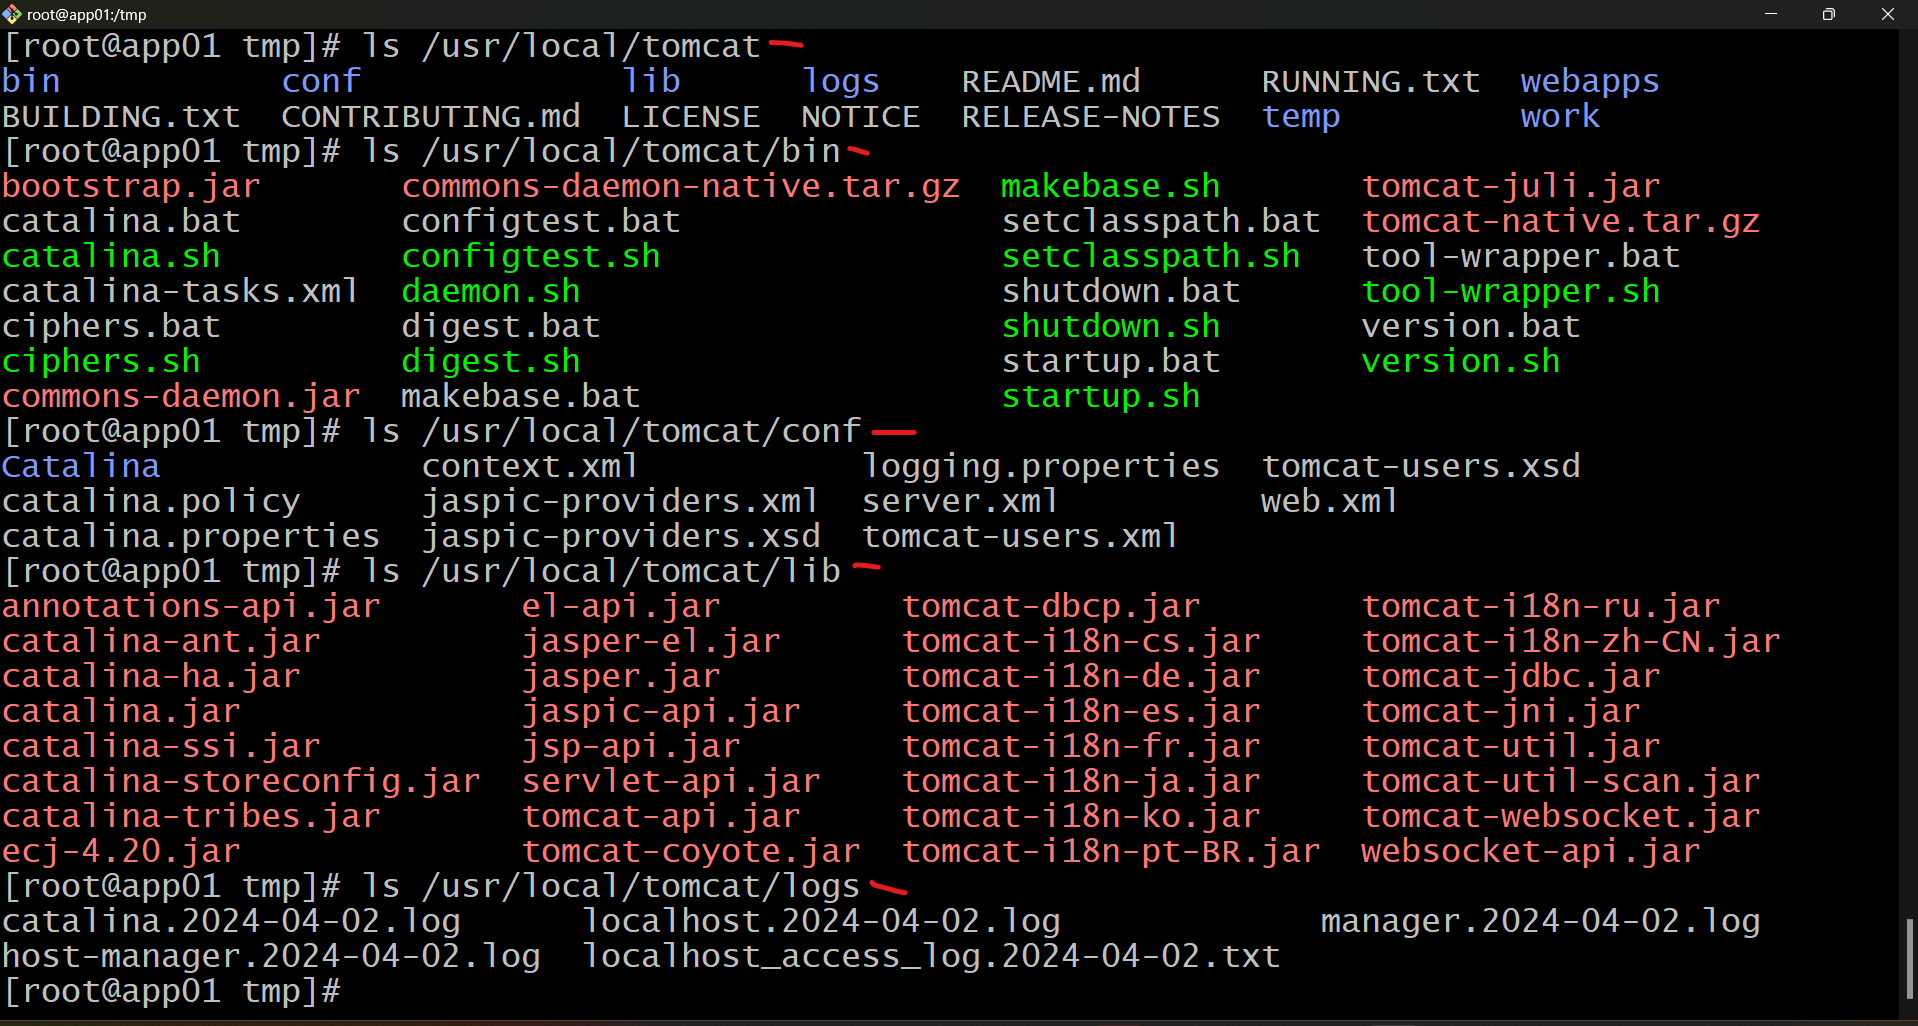 root@app01:/tmp
[root@app01 tmp]# ls /usr/local/tomcat
bin conf lib logs README.md RUNNING.txt webapps
BUILDING.txt CONTRIBUTING.md LICENSE NOTICE RELEASE-NOTES temp work
[root@app01 tmp]# ls /usr/local/tomcat/bin
bootstrap.jar commons-daemon-native.tar.gz makebase.sh tomcat-juli.jar
catalina.bat configtest.bat setclasspath.bat tomcat-native.tar.gz
catalina.sh configtest.sh setclasspath.sh tool-wrapper.bat
catalina-tasks.xml daemon.sh shutdown.bat tool-wrapper.sh
ciphers.bat digest.bat shutdown.sh version.bat
ciphers.sh digest.sh startup.bat version.sh
commons-daemon.jar makebase.bat startup.sh
[root@app01 tmp]# ls /usr/local/tomcat/conf
Catalina context.xml logging.properties tomcat-users.xsd
catalina.policy jaspic-providers.xml server.xml web.xml
catalina.properties jaspic-providers.xsd tomcat-users.xml
[root@app01 tmp]# ls /usr/local/tomcat/lib
annotations-api.jar el-api.jar tomcat-dbcp.jar tomcat-i18n-ru.jar
catalina-ant.jar jasper-el.jar tomcat-i18n-cs.jar tomcat-i18n-zh-CN.jar
catalina-ha.jar jasper.jar tomcat-i18n-de.jar tomcat-jdbc.jar
catalina.jar jaspic-api.jar tomcat-i18n-es.jar tomcat-jni.jar
catalina-ssi.jar jsp-api.jar tomcat-i18n-fr.jar tomcat-util.jar
catalina-storeconfig.jar servlet-api.jar tomcat-i18n-ja.jar tomcat-util-scan.jar
catalina-tribes.jar tomcat-api.jar tomcat-i18n-ko.jar tomcat-websocket.jar
ecj-4.20.jar tomcat-coyote.jar tomcat-i18n-pt-BR.jar websocket-api.jar
[root@app01 tmp]# ls /usr/local/tomcat/logs
catalina.2024-04-02.log localhost.2024-04-02.log manager.2024-04-02.log
host-manager.2024-04-02.log localhost_access_log.2024-04-02.txt
[root@app01 tmp]#